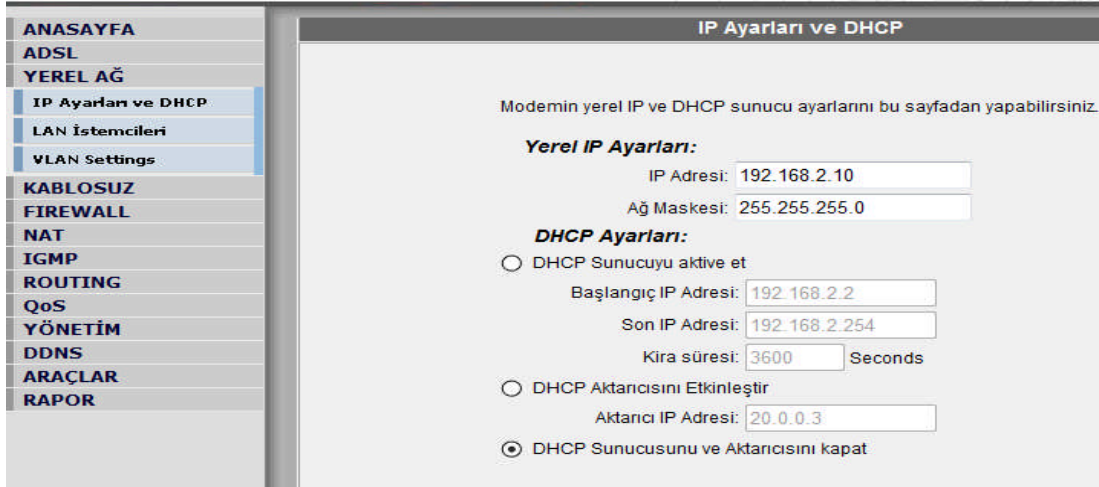 ANASAYFA
ADSL
YEREL AĞ
IP Ayarları ve DHCP
LAN İstemcileri
VLAN Settings
KABLOSUZ
FIREWALL
NAT
IGMP
ROUTING
QoS
YÖNETİM
DDNS
ARAÇLAR
RAPOR
IP Ayarları ve DHCP
Modemin yerel IP ve DHCP sunucu ayarlarını bu sayfadan yapabilirsiniz.
Yerel IP Ayarları:
IP Adresi: 192.168.2.10
Ağ Maskesi: 255.255.255.0
DHCP Ayarları:
DHCP Sunucuyu aktive et
Başlangıç IP Adresi: 192.168.2.2
Son IP Adresi: 192.168.2.254
Kira süresi: 3600 Seconds
DHCP Aktarıcısını Etkinleştir
Aktarıcı IP Adresi: 20.0.0.3
DHCP Sunucusunu ve Aktarıcısını kapat